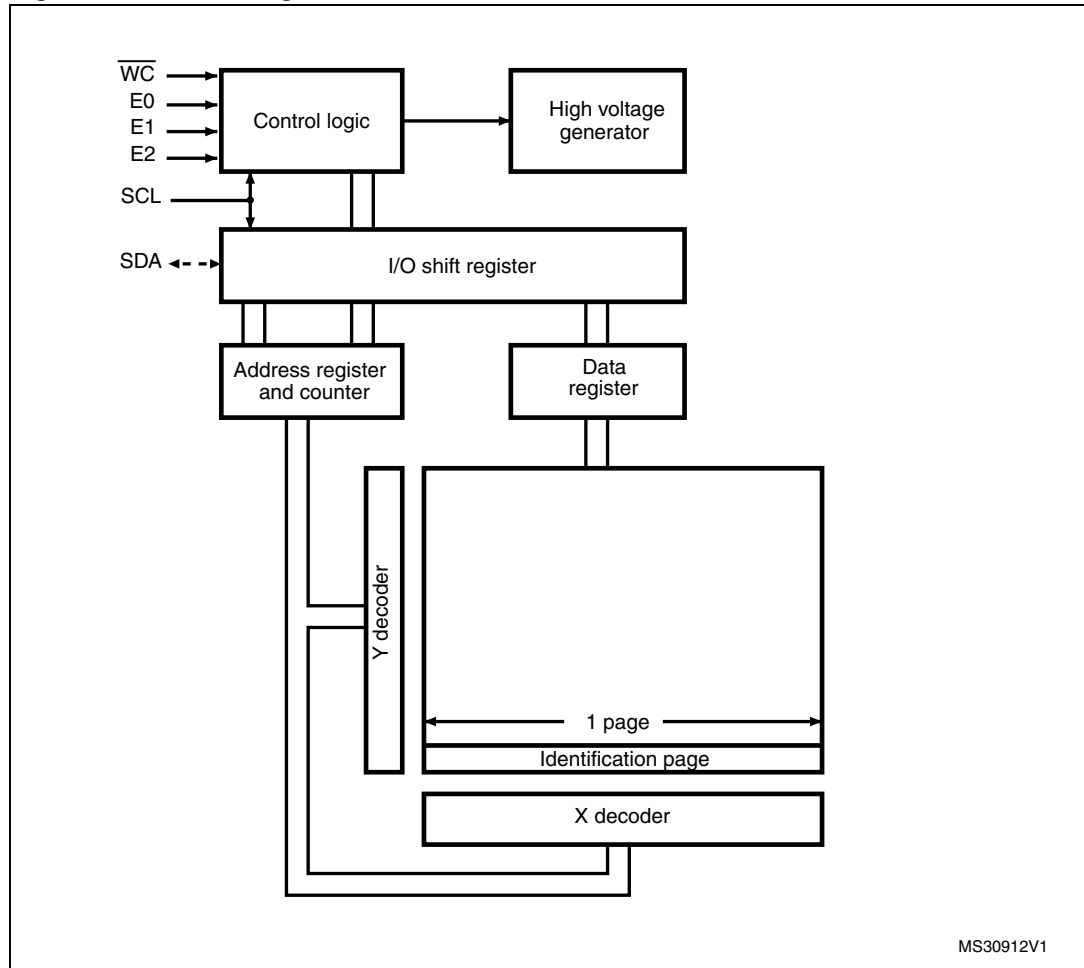 WC
E0
E1
E2
SCL
SDA
Control logic
High voltage
generator
I/O shift register
Address register
and counter
Data
register
Y decoder
1 page
Identification page
X decoder
MS30912V1